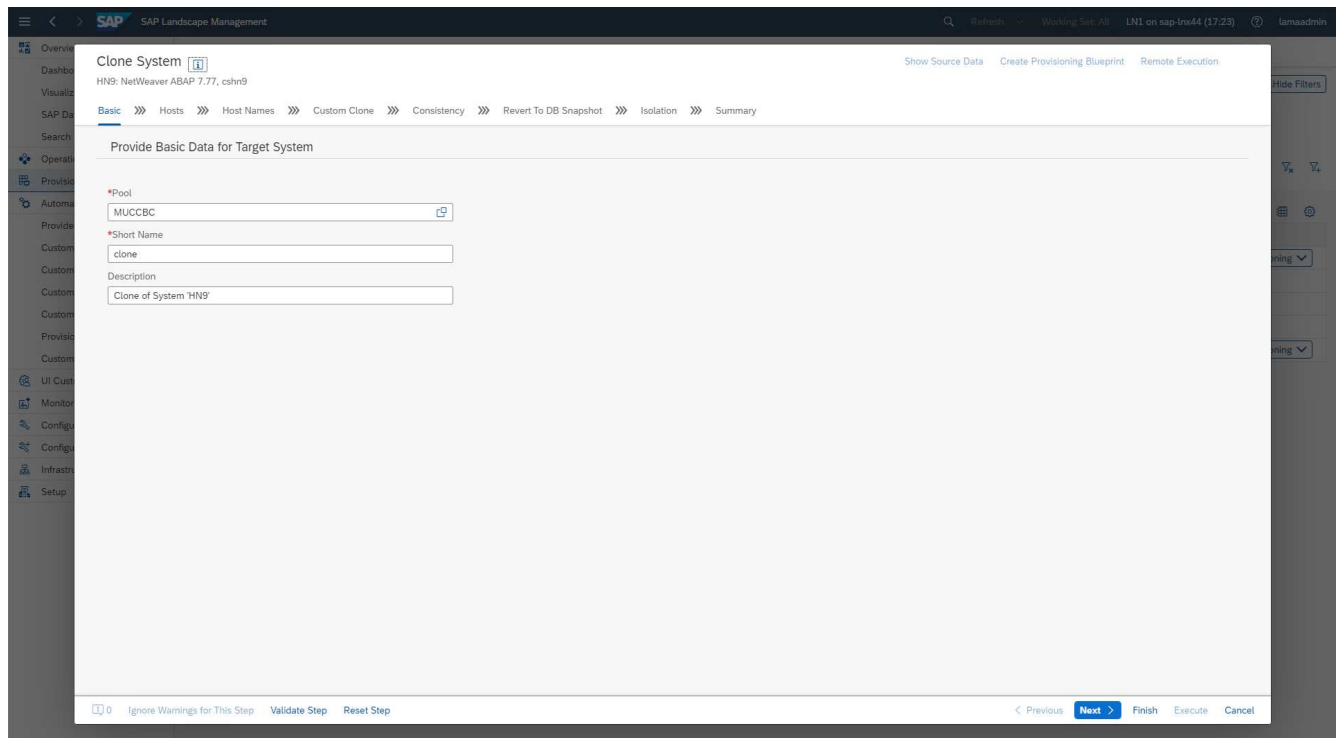 SAP SAP Landscape Management Refresh Working Set: All LN1 on sap-lnx44 (17:23) lamaadmin
Overvie
Dashbo
Visualiz
SAP Da
Search
Operati
Provisio
Automa
Provide
Custom
Custom
Custom
Custom
Provisio
Custom
UI Cust
Monitor
Configu
Configu
Infrastru
Setup
Hide Filters
oning
oning
Clone System
Show Source Data Create Provisioning Blueprint Remote Execution
HN9: NetWeaver ABAP 7.77, cshn9
Basic Hosts Host Names Custom Clone Consistency Revert To DB Snapshot Isolation Summary
Provide Basic Data for Target System
*Pool
MUCCBC
*Short Name
clone
Description
Clone of System 'HN9'
0 Ignore Warnings for This Step Validate Step Reset Step < Previous Next > Finish Execute Cancel